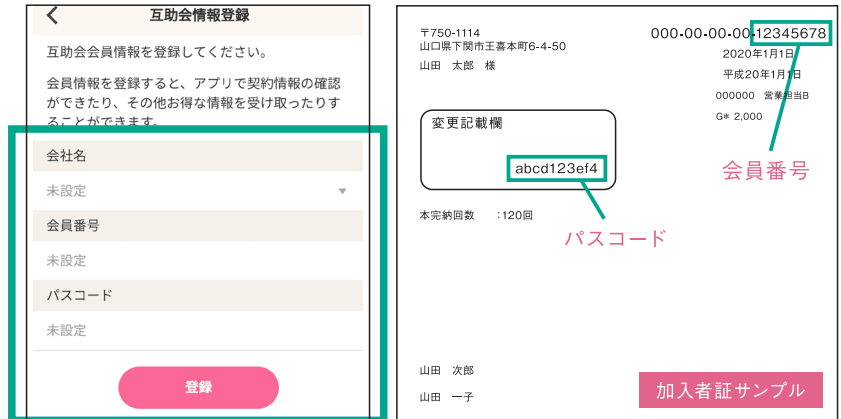 互助会情報登録
互助会会員情報を登録してください。
会員情報を登録すると、アプリで契約情報の確認
ができたり、その他お得な情報を受け取ったりす
ることができます。
会社名
未設定
会員番号
未設定
パスコード
未設定
登録
〒750-1114
山口県下関市王喜本町6-4-50
山田 太郎 様
000-00-00-00-12345678
2020年1月1日
平成20年1月1日
000000 営業担当B
G* 2,000
変更記載欄
abcd123ef4
会員番号
パスコード
本完納回数 :120回
山田 次郎
山田 一子
加入者証サンプル